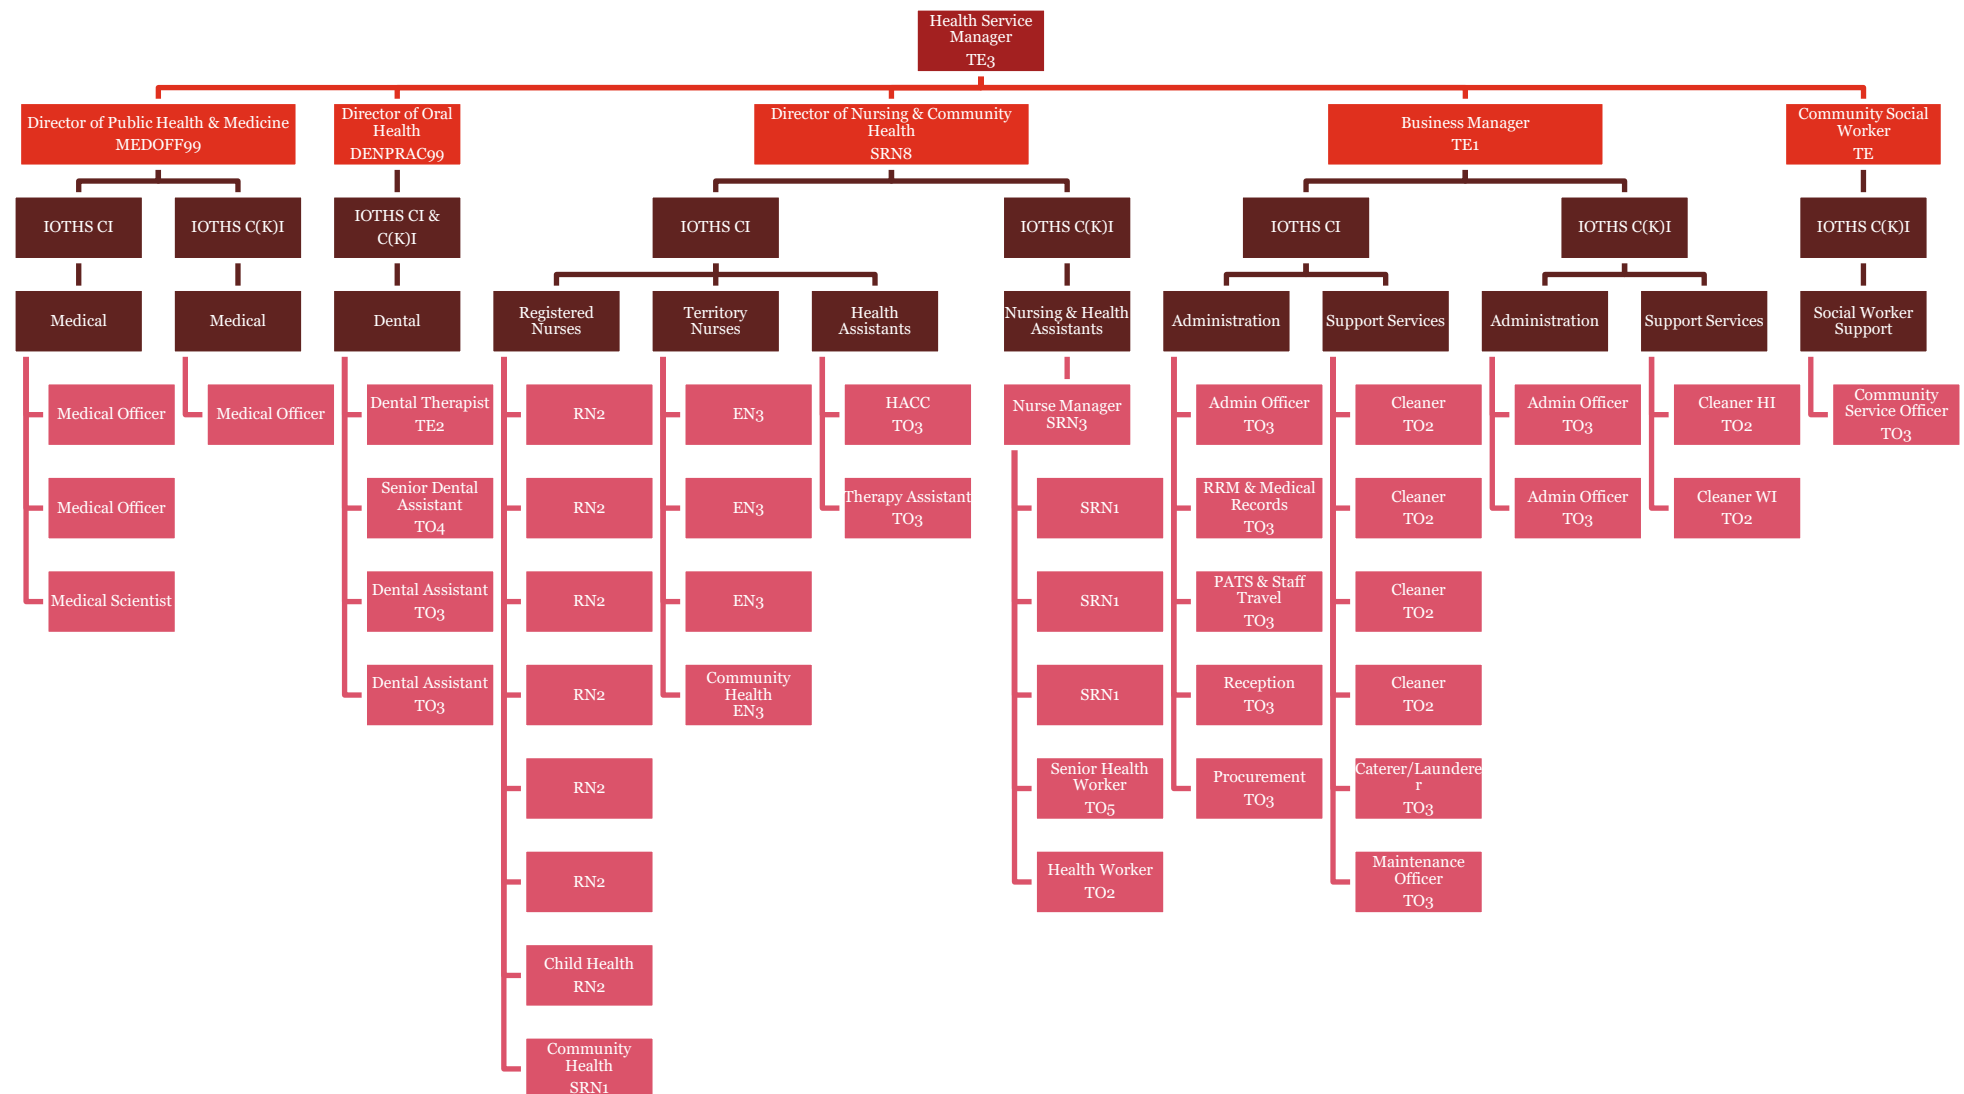 Health Service
Manager
TE3
Director of Public Health & Medicine
MEDOFF99
Director of Oral
Health
DENPRAC99
Director of Nursing & Community
Health
SRN8
Business Manager
TE1
Community Social
Worker
TE
IOTHS CI
IOTHS C(K)I
IOTHS CI &
C(K)I
IOTHS CI
IOTHS C(K)I
IOTHS CI
IOTHS C(K)I
IOTHS C(K)I
Medical
Medical
Dental
Registered
Nurses
Territory
Nurses
Health
Assistants
Nursing & Health
Assistants
Administration
Support Services
Administration
Support Services
Social Worker
Support
Medical Officer
Medical Officer
Medical Scientist
Medical Officer
Dental Therapist
TE2
Senior Dental
Assistant
TO4
Dental Assistant
TO3
Dental Assistant
TO3
RN2
RN2
RN2
RN2
RN2
RN2
Child Health
RN2
Community
Health
SRN1
EN3
EN3
EN3
Community
Health
EN3
HACC
TO3
Therapy Assistant
TO3
Nurse Manager
SRN3
SRN1
SRN1
SRN1
Senior Health
Worker
TO5
Health Worker
TO2
Admin Officer
TO3
RRM & Medical
Records
TO3
PATS & Staff
Travel
TO3
Reception
TO3
Procurement
TO3
Cleaner
TO2
Cleaner
TO2
Cleaner
TO2
Cleaner
TO2
Caterer/Laundere
r
TO3
Maintenance
Officer
TO3
Admin Officer
TO3
Admin Officer
TO3
Cleaner HI
TO2
Cleaner WI
TO2
Community
Service Officer
TO3